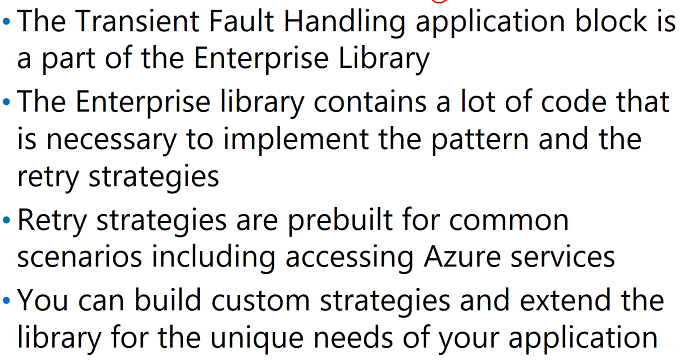 • The Transient Fault Handling application block is
a part of the Enterprise Library
• The Enterprise library contains a lot of code that
is necessary to implement the pattern and the
retry strategies
• Retry strategies are prebuilt for common
scenarios including accessing Azure services
• You can build custom strategies and extend the
library for the unique needs of your application